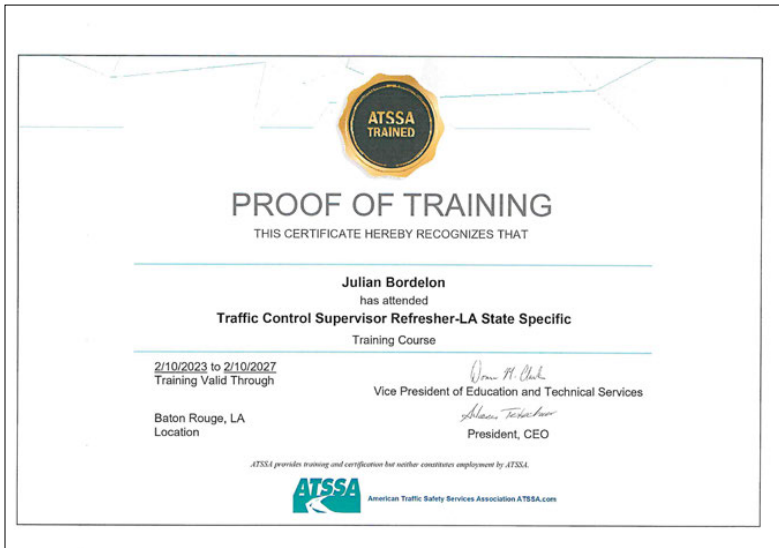 ATSSA
TRAINED
PROOF OF TRAINING
THIS CERTIFICATE HEREBY RECOGNIZES THAT
Julian Bordelon
has attended
Traffic Control Supervisor Refresher-LA State Specific
Training Course
2/10/2023 to 2/10/2027
Training Valid Through
Vice President of Education and Technical Services
Baton Rouge, LA
Location
President, CEO
ATSSA provides training and certification but neither constitutes employment by ATSSA.
ATSSA
American Traffic Safety Services Association ATSSA.com